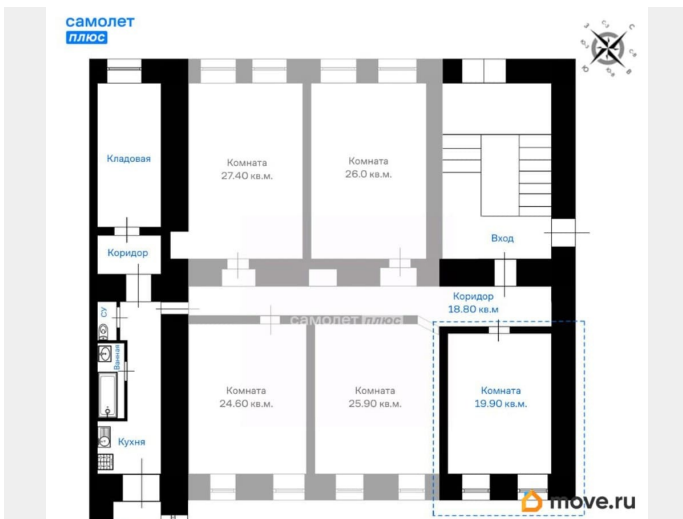 самолет
плюс
З
С
С
С-В
Ю-З
Ю
Ю-В
В
Кладовая
Комната
27.40 кв.м.
Комната
26.0 кв.м.
Коридор
Вход
Коридор
18.80 кв.м
СУ
самолет плюс
Ванная
Комната
24.60 кв.м.
Комната
25.90 кв.м.
Комната
19.90 кв.м.
Кухня
move.ru